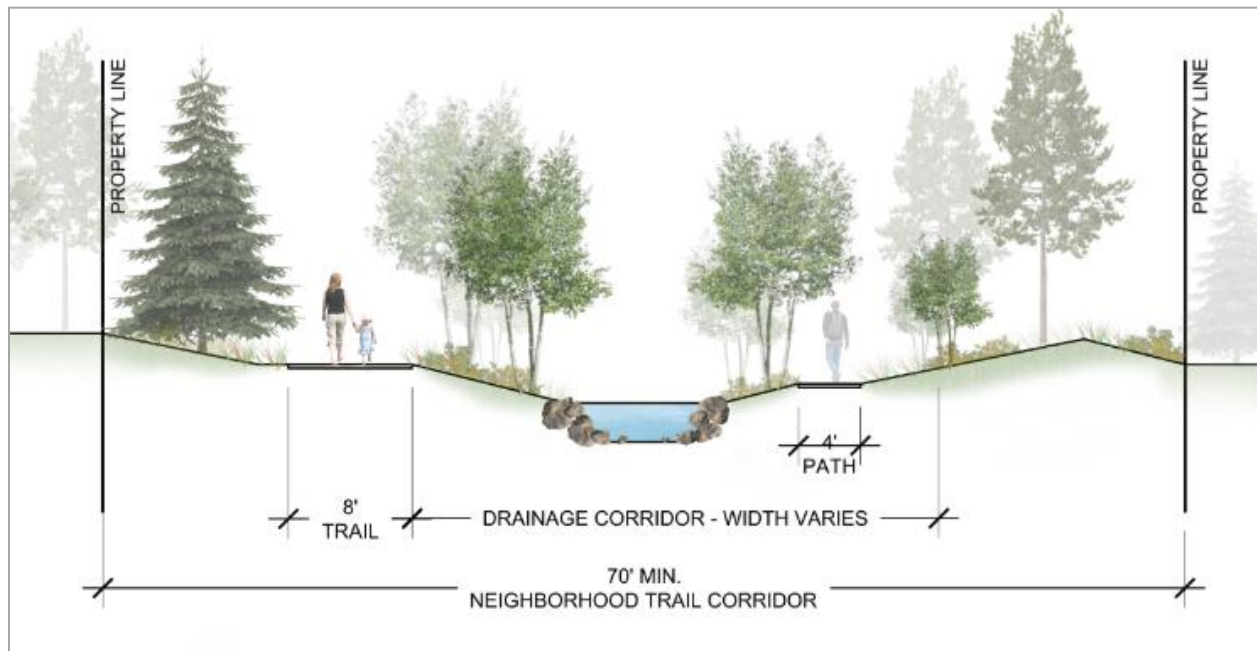 PROPERTY LINE
PROPERTY LINE
4'
PATH
8'
TRAIL
DRAINAGE CORRIDOR - WIDTH VARIES
70' MIN.
NEIGHBORHOOD TRAIL CORRIDOR